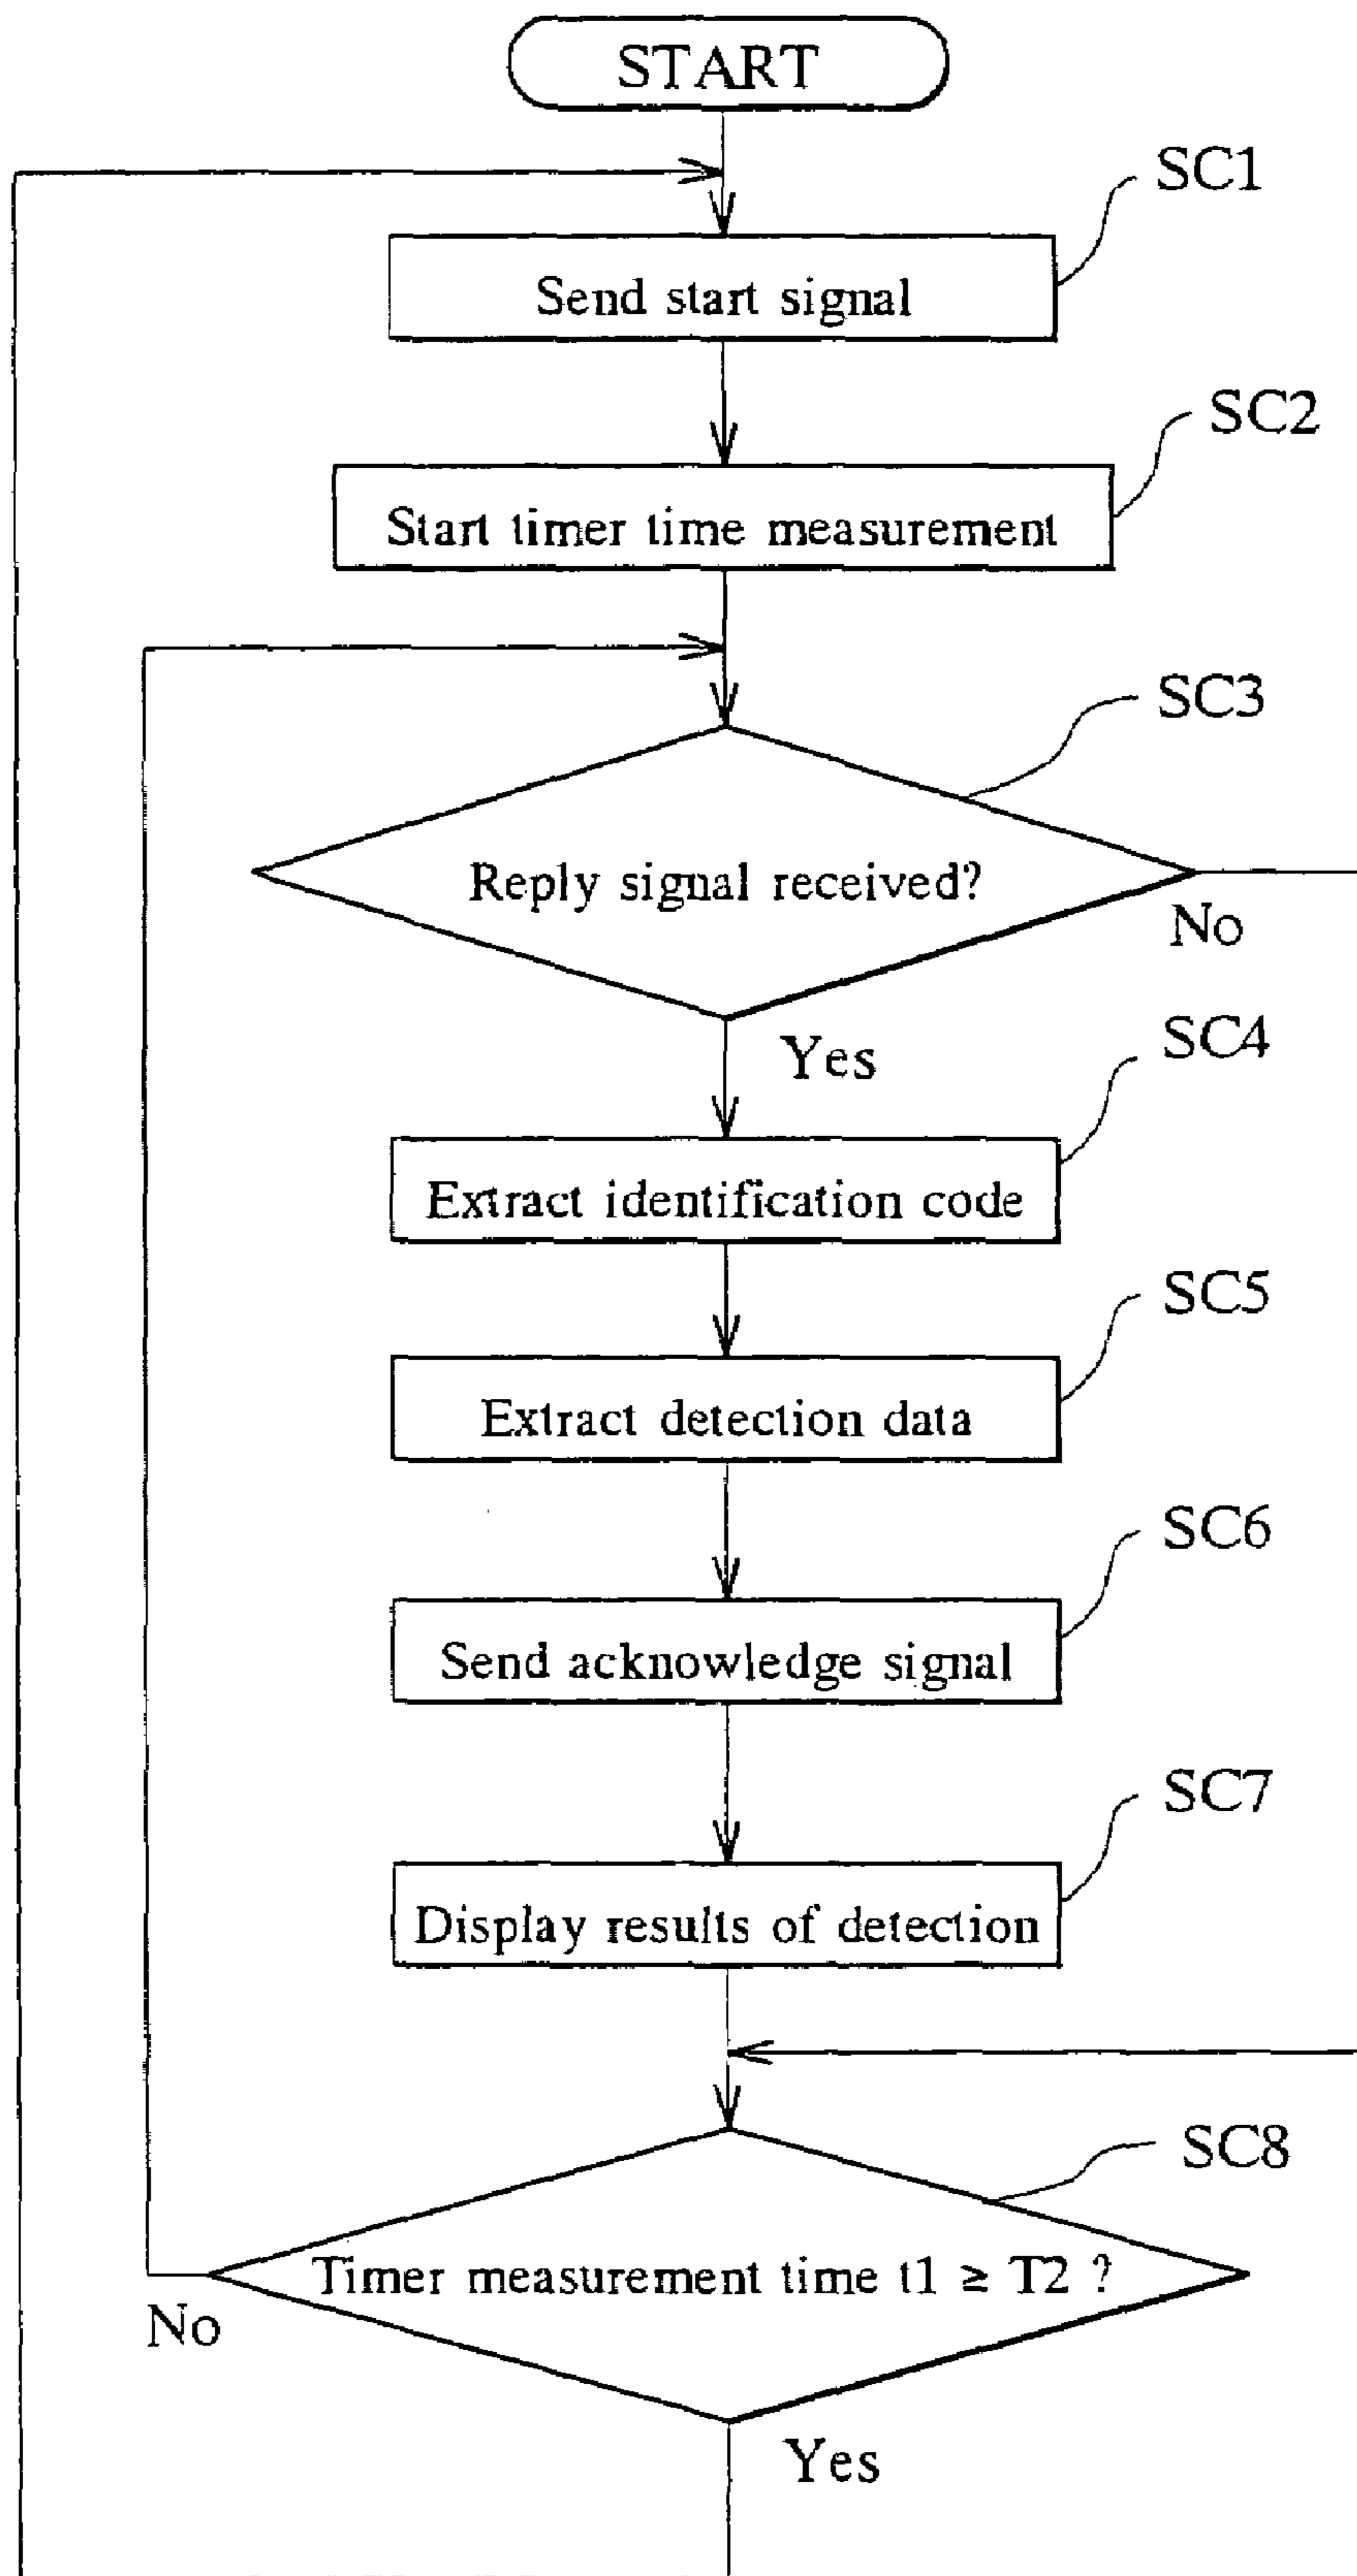 START
SC1
Send start signal
SC2
Start timer time measurement
SC3
Reply signal received?
No
Yes
SC4
Extract identification code
SC5
Extract detection data
SC6
Send acknowledge signal
SC7
Display results of detection
SC8
Timer measurement time t1 ≥ T2 ?
No
Yes